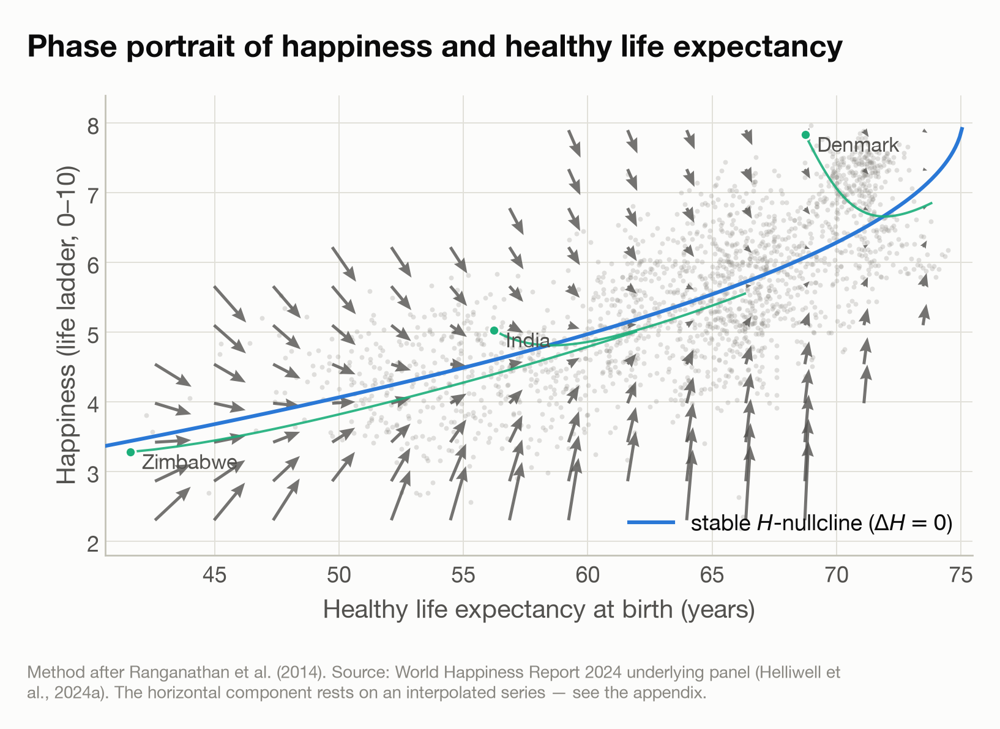 Phase portrait of happiness and healthy life expectancy
Happiness (life ladder, 0–10)
8
7
6
5
4
3
2
Denmark
India
Zimbabwe
stable H-nullcline (ΔH = 0)
45 50 55 60 65 70 75
Healthy life expectancy at birth (years)
Method after Ranganathan et al. (2014). Source: World Happiness Report 2024 underlying panel (Helliwell et
al., 2024a). The horizontal component rests on an interpolated series — see the appendix.